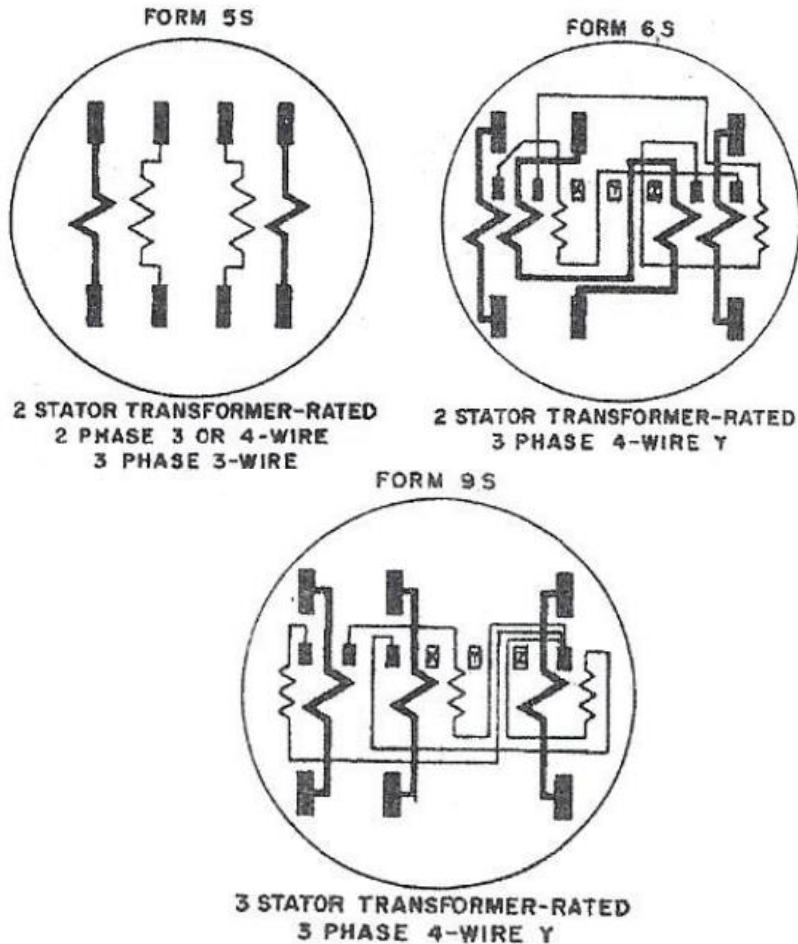 FORM 5S
2 STATOR TRANSFORMER-RATED
2 PHASE 3 OR 4-WIRE
3 PHASE 3-WIRE
FORM 6S
X Y Z
2 STATOR TRANSFORMER-RATED
3 PHASE 4-WIRE Y
FORM 9S
X Y Z
3 STATOR TRANSFORMER-RATED
3 PHASE 4-WIRE Y